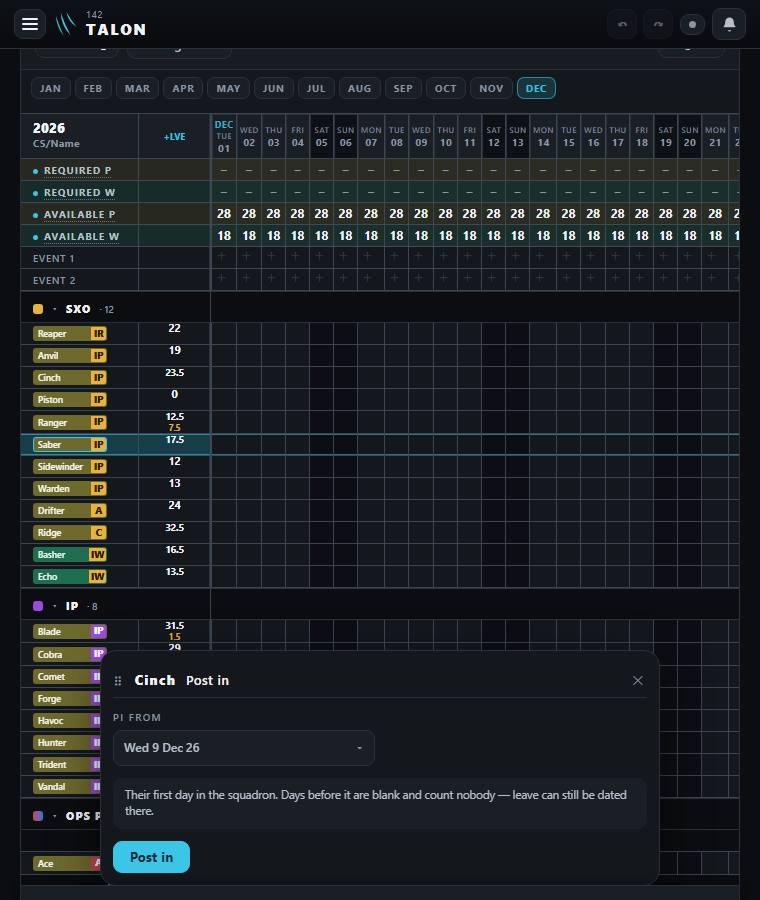 142
TALON
JAN FEB MAR APR MAY JUN JUL AUG SEP OCT NOV DEC
2026
CS/Name
+LVE
DEC
TUE WED THU FRI SAT SUN MON TUE WED THU FRI SAT SUN MON TUE WED THU FRI SAT SUN MON
01 02 03 04 05 06 07 08 09 10 11 12 13 14 15 16 17 18 19 20 21
REQUIRED P – – – – – – – – – – – – – – – – – – – – –
REQUIRED W – – – – – – – – – – – – – – – – – – – – –
AVAILABLE P 28 28 28 28 28 28 28 28 28 28 28 28 28 28 28 28 28 28 28 28 28
AVAILABLE W 18 18 18 18 18 18 18 18 18 18 18 18 18 18 18 18 18 18 18 18 18
EVENT 1 + + + + + + + + + + + + + + + + + + + + +
EVENT 2 + + + + + + + + + + + + + + + + + + + + +
SXO · 12
Reaper IR 22
Anvil IP 19
Cinch IP 23.5
Piston IP 0
Ranger IP 12.5
7.5
Saber IP 17.5
Sidewinder IP 12
Warden IP 13
Drifter A 24
Ridge C 32.5
Basher IW 16.5
Echo IW 13.5
IP · 8
Blade IP 31.5
1.5
Cobra IP 29
Comet
Forge
Havoc
Hunter
Trident
Vandal
OPS
Ace
Cinch Post in
PI FROM
Wed 9 Dec 26
Their first day in the squadron. Days before it are blank and count nobody — leave can still be dated
there.
Post in